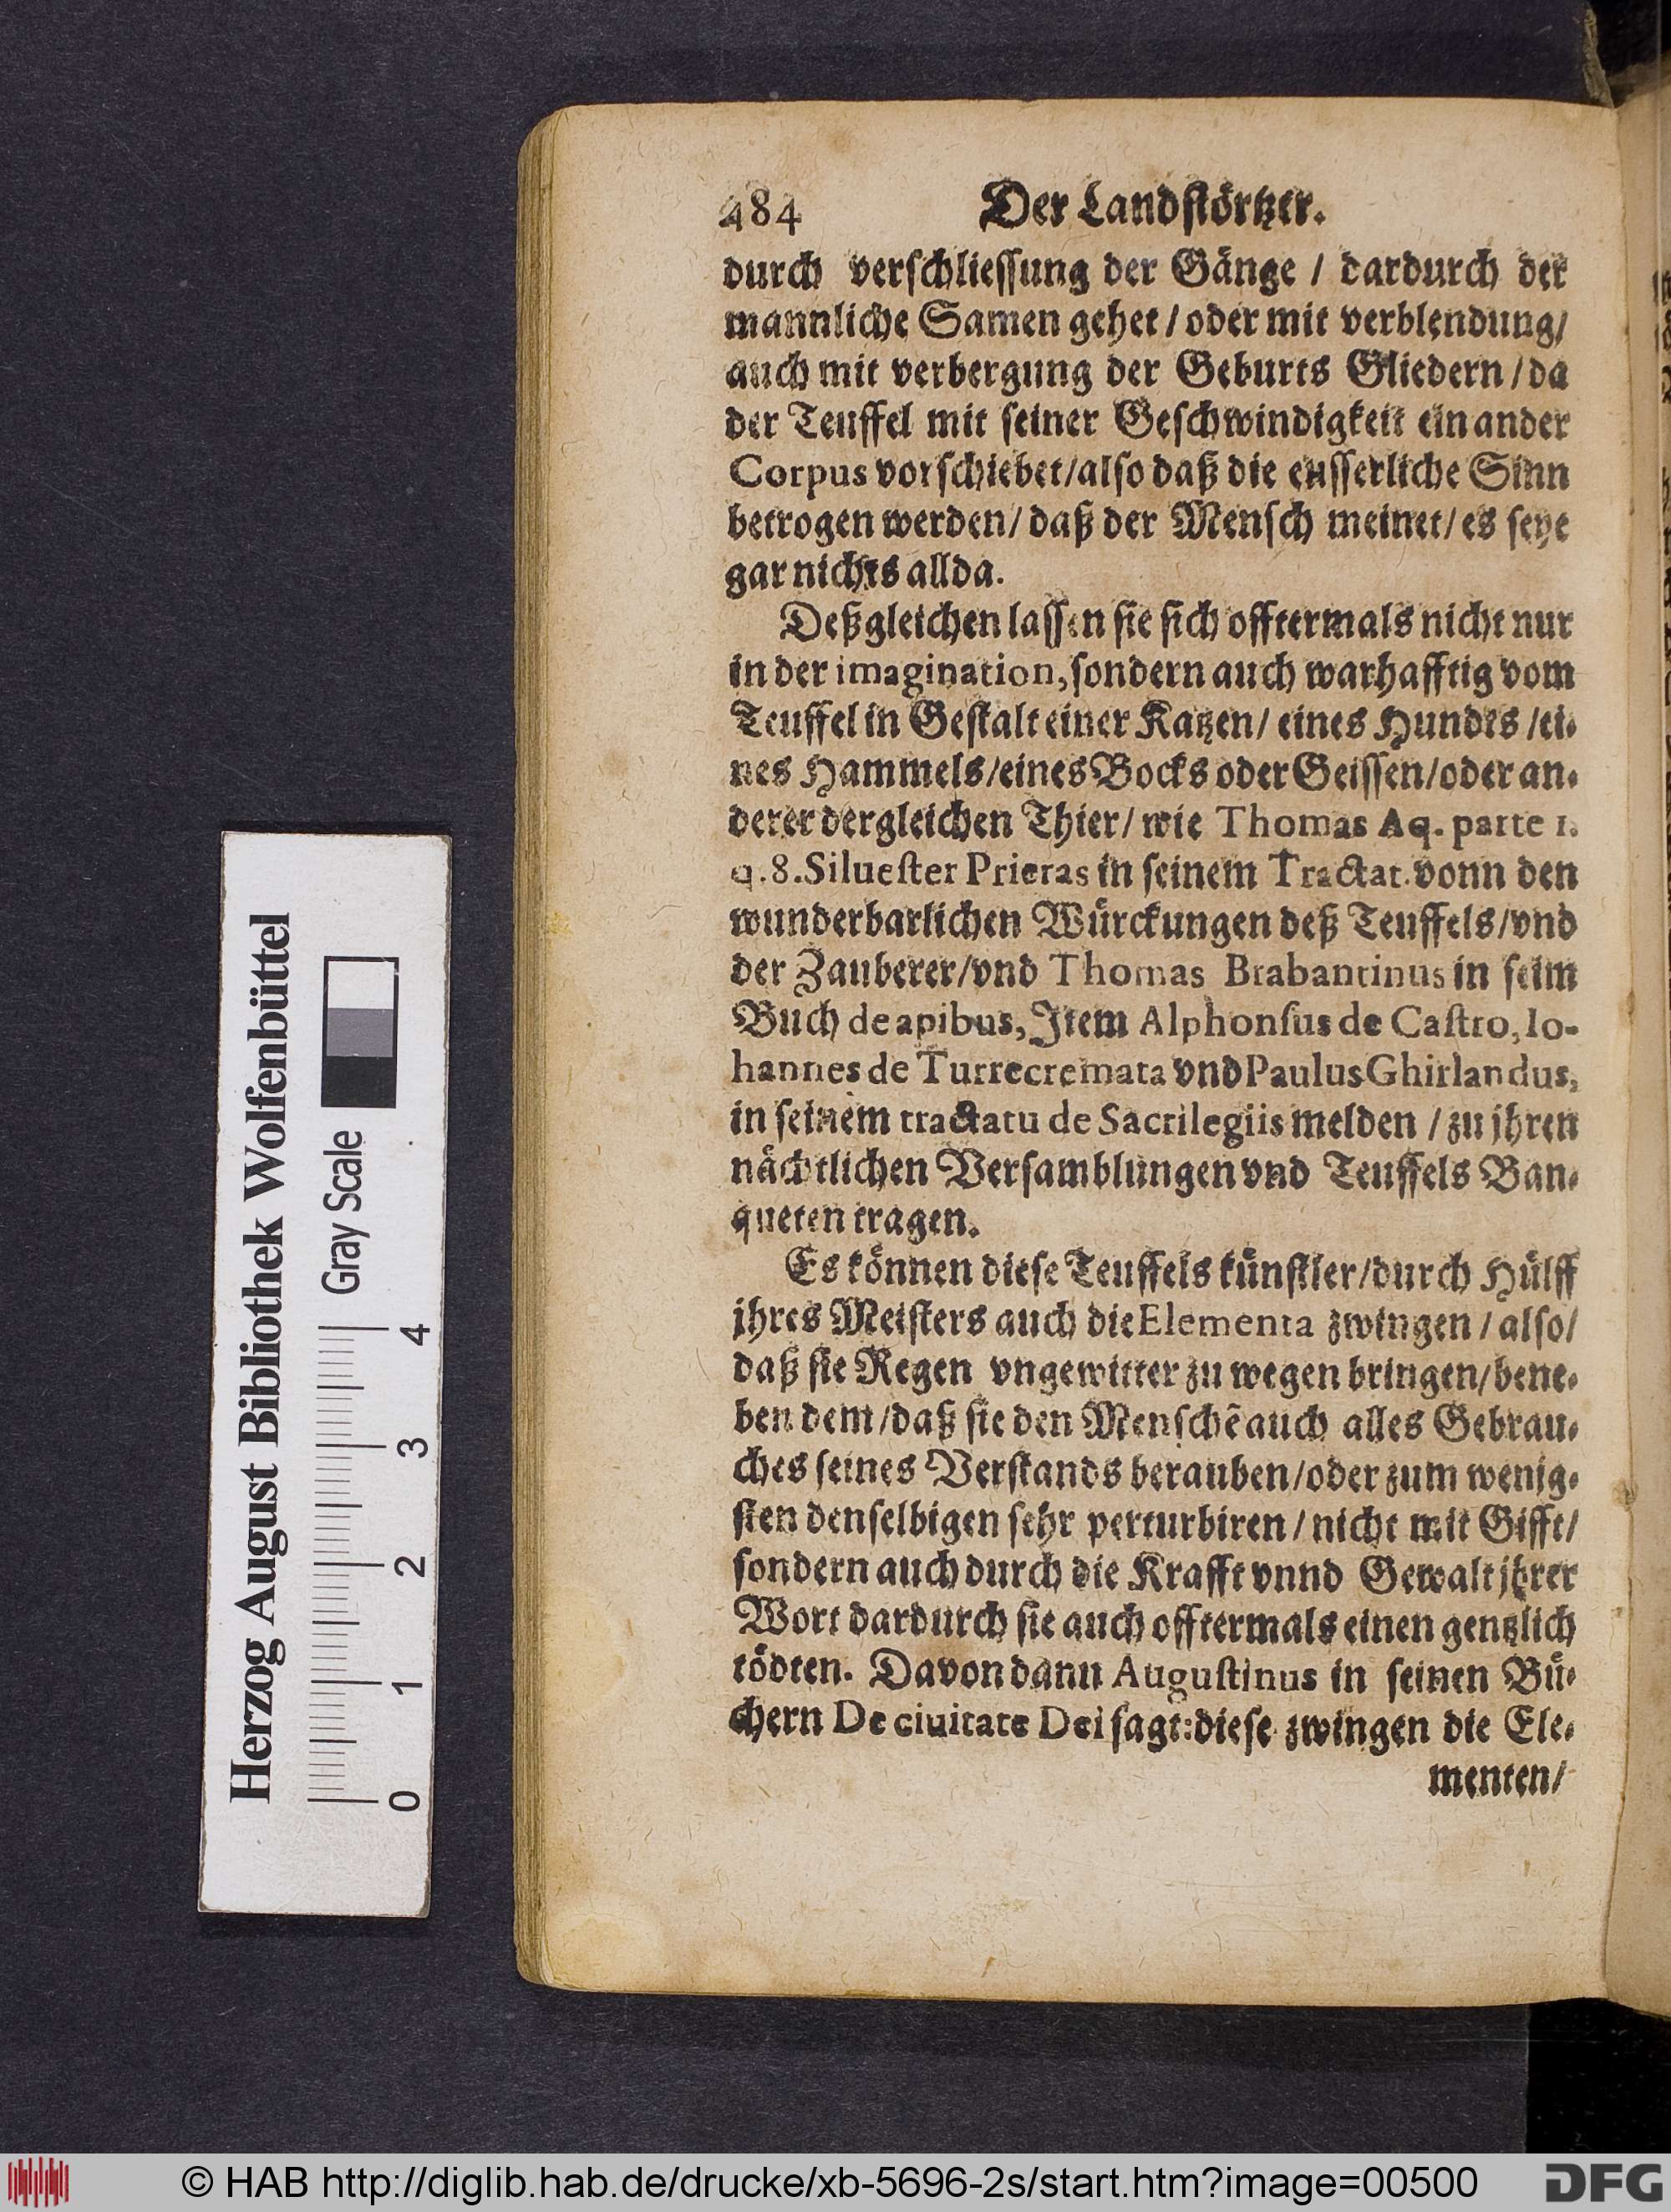 484 Der Landſtörtzer.
durch verſchlieſſung der Gänge / dardurch der
mannliche Samen gehet / oder mit verblendung/
auch mit verbergung der Geburts Gliedern / da
der Teuffel mit ſeiner Geſchwindigkeit ein ander
Corpus vorſchiebet/alſo daß die euſſerliche Sinn
betrogen werden/ daß der Menſch meinet/ es ſeye
gar nichts allda.
Deßgleichen laſſen ſie ſich offtermals nicht nur
in der imagination, ſondern auch warhafftig vom
Teuffel in Geſtalt einer Katzen/ eines Hundes /ei-
nes Hammels/eines Bocks oder Geiſſen/oder an-
derer dergleichen Thier/ wie Thomas Aq. parte 1.
q.8. Silueſter Prieras in ſeinem Tractat. vonn den
wunderbarlichen Würckungen deß Teuffels/vnd
der Zauberer/vnd Thomas Brabantinus in ſeim
Buch de apibus, Item Alphonſus de Caſtro, Io-
hannes de Turrecremata vnd Paulus Ghirlandus,
in ſeinem tractatu de Sacrilegiis melden / zu jhren
nächtlichen Verſamblungen vnd Teuffels Ban-
queten tragen.
Es können dieſe Teuffels künſtler/durch Hülff
jhres Meiſters auch die Elementa zwingen / alſo/
daß ſie Regen vngewitter zu wegen bringen/bene-
ben dem/daß ſie den Menſchẽ auch alles Gebrau-
ches ſeines Verſtands berauben/oder zum wenig-
ſten denſelbigen ſehr perturbiren / nicht mit Gifft/
ſondern auch durch die Krafft vnnd Gewalt jhrer
Wort dardurch ſie auch offtermals einen gentzlich
tödten. Davon dann Auguſtinus in ſeinen Bü-
chern De ciuitate Dei ſagt: dieſe zwingen die Ele-
menten/
Herzog August Bibliothek Wolfenbüttel
Gray Scale
0 1 2 3 4
© HAB http://diglib.hab.de/drucke/xb-5696-2s/start.htm?image=00500
DFG